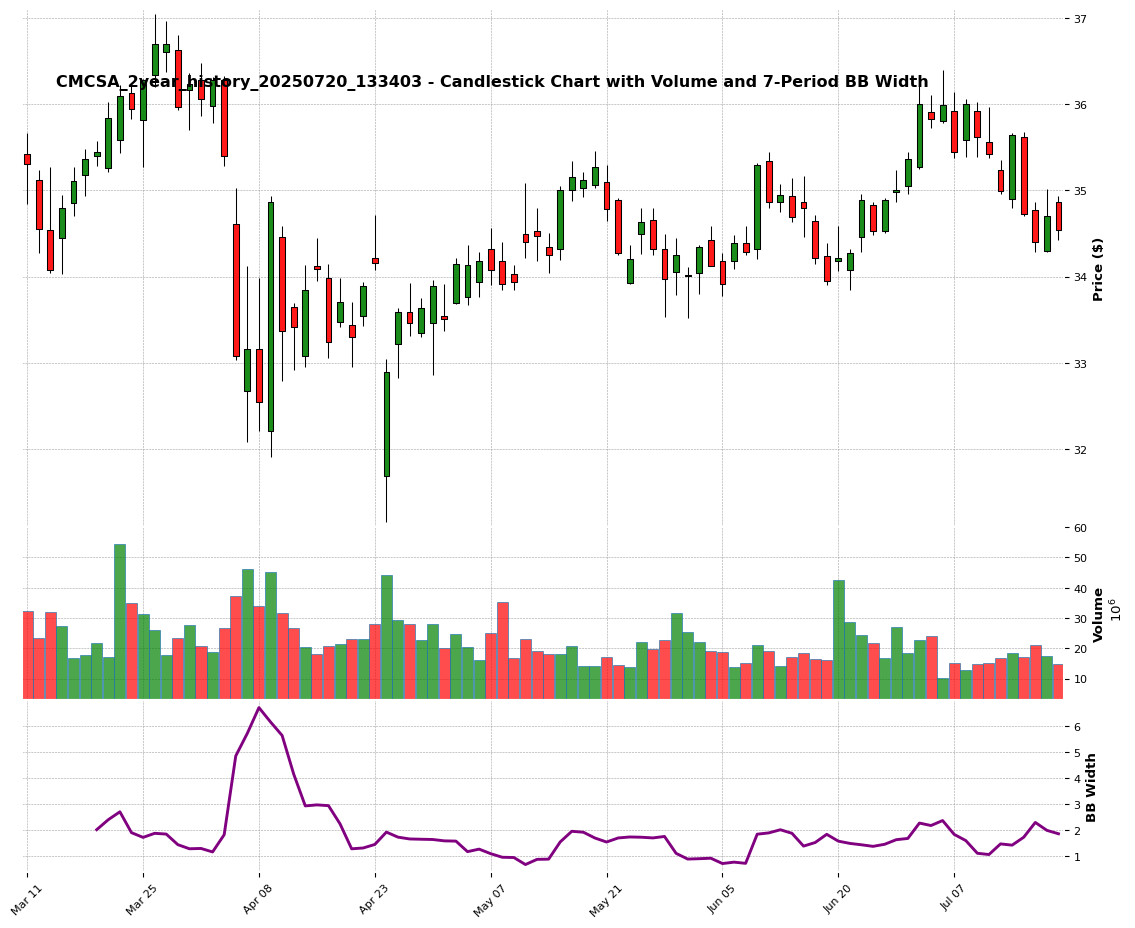 CMCSA_2year_history_20250720_133403 - Candlestick Chart with Volume and 7-Period BB Width
37
36
35
34
33
32
Price ($)
60
50
40
30
20
10
Volume
10^6
6
5
4
3
2
1
BB Width
Mar 11
Mar 25
Apr 08
Apr 23
May 07
May 21
Jun 05
Jun 20
Jul 07